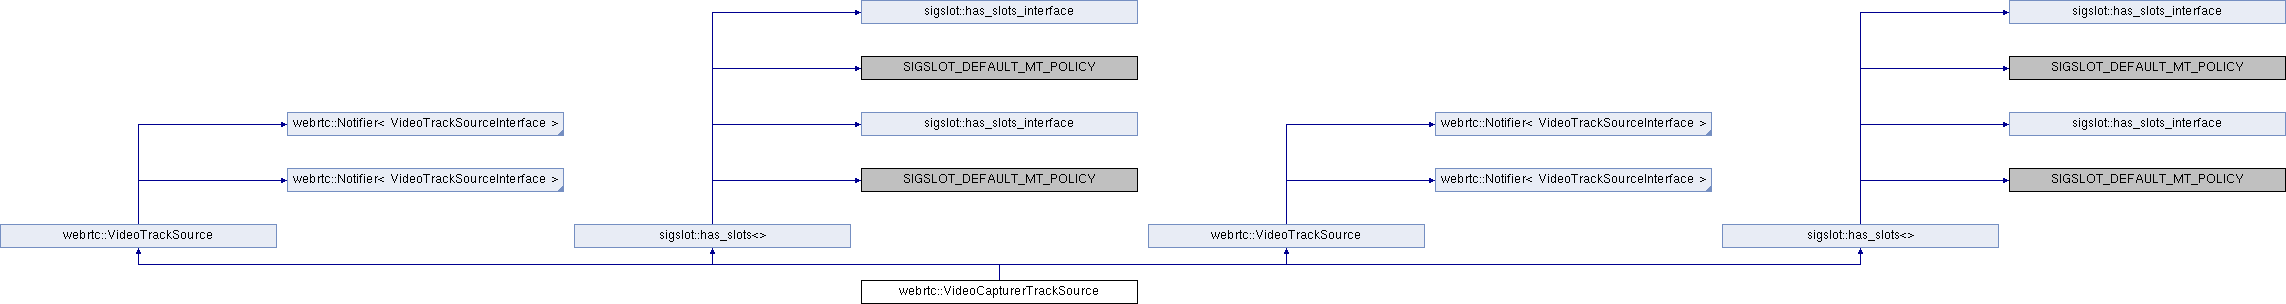 sigslot::has_slots_interface
sigslot::has_slots_interface
SIGSLOT_DEFAULT_MT_POLICY
SIGSLOT_DEFAULT_MT_POLICY
webrtc::Notifier< VideoTrackSourceInterface >
sigslot::has_slots_interface
webrtc::Notifier< VideoTrackSourceInterface >
sigslot::has_slots_interface
webrtc::Notifier< VideoTrackSourceInterface >
SIGSLOT_DEFAULT_MT_POLICY
webrtc::Notifier< VideoTrackSourceInterface >
SIGSLOT_DEFAULT_MT_POLICY
webrtc::VideoTrackSource
sigslot::has_slots<>
webrtc::VideoTrackSource
sigslot::has_slots<>
webrtc::VideoCapturerTrackSource